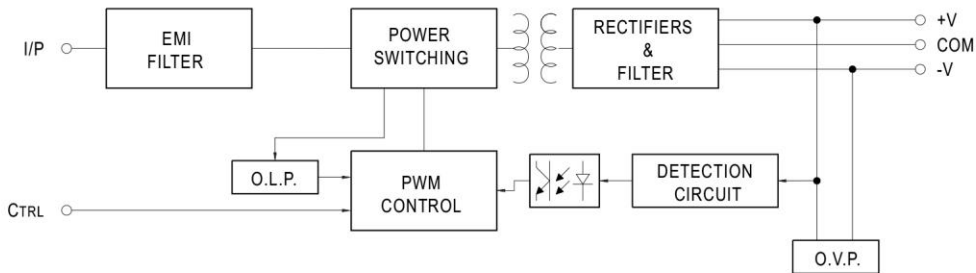 I/P
EMI
FILTER
POWER
SWITCHING
RECTIFIERS
&
FILTER
+V
COM
-V
O.L.P.
PWM
CONTROL
DETECTION
CIRCUIT
CTRL
O.V.P.